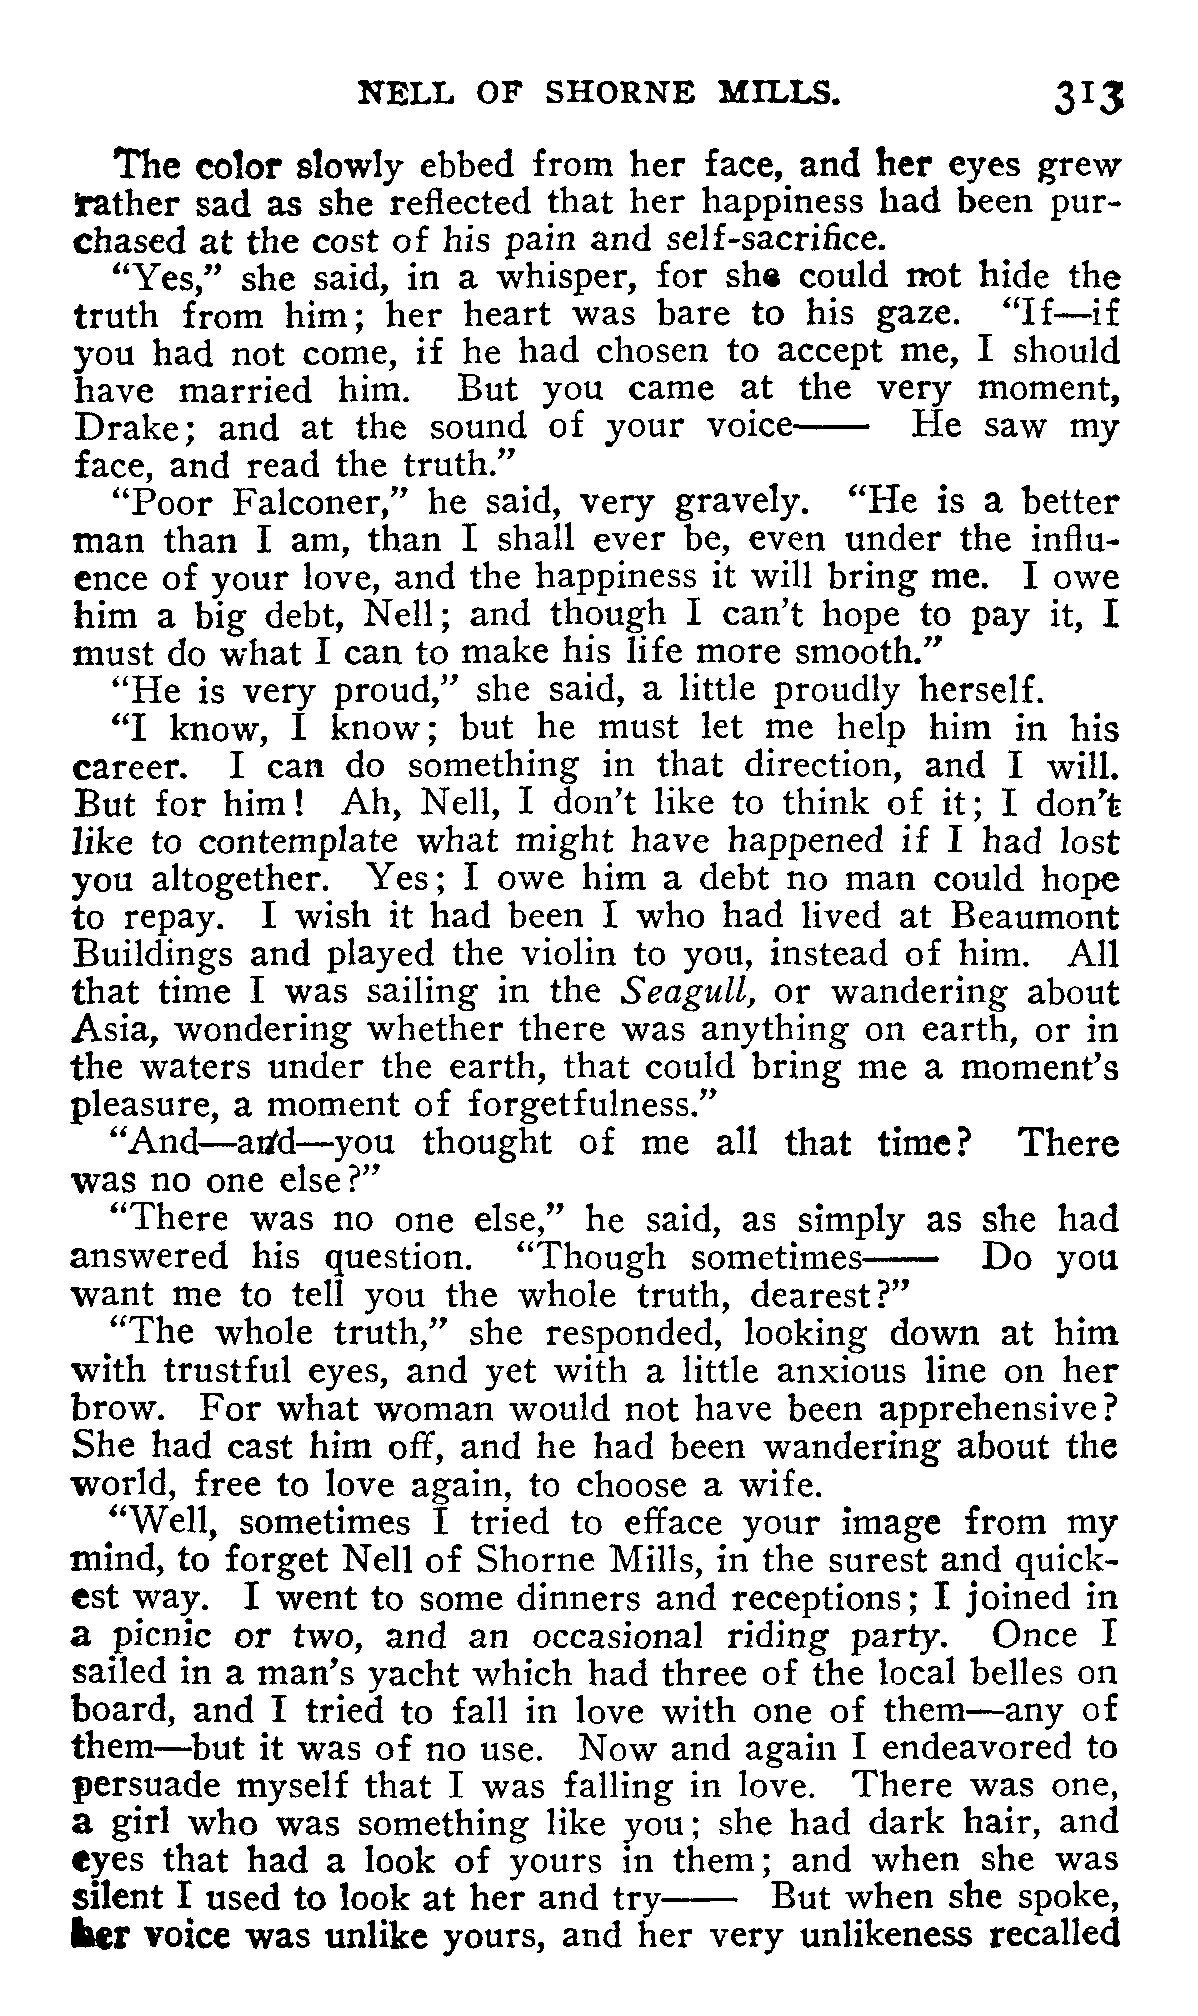 NELL OF SHORNE MILLS. 313
The color slowly ebbed from her face, and her eyes grew
rather sad as she reflected that her happiness had been pur-
chased at the cost of his pain and self-sacrifice.
“Yes,” she said, in a whisper, for she could not hide the
truth from him; her heart was bare to his gaze. “If—if
you had not come, if he had chosen to accept me, I should
have married him. But you came at the very moment,
Drake; and at the sound of your voice—— He saw my
face, and read the truth.”
“Poor Falconer,” he said, very gravely. “He is a better
man than I am, than I shall ever be, even under the influ-
ence of your love, and the happiness it will bring me. I owe
him a big debt, Nell; and though I can’t hope to pay it, I
must do what I can to make his life more smooth.”
“He is very proud,” she said, a little proudly herself.
“I know, I know; but he must let me help him in his
career. I can do something in that direction, and I will.
But for him! Ah, Nell, I don’t like to think of it; I don’t
like to contemplate what might have happened if I had lost
you altogether. Yes; I owe him a debt no man could hope
to repay. I wish it had been I who had lived at Beaumont
Buildings and played the violin to you, instead of him. All
that time I was sailing in the Seagull, or wandering about
Asia, wondering whether there was anything on earth, or in
the waters under the earth, that could bring me a moment’s
pleasure, a moment of forgetfulness.”
“And—and—you thought of me all that time? There
was no one else?”
“There was no one else,” he said, as simply as she had
answered his question. “Though sometimes—— Do you
want me to tell you the whole truth, dearest?”
“The whole truth,” she responded, looking down at him
with trustful eyes, and yet with a little anxious line on her
brow. For what woman would not have been apprehensive?
She had cast him off, and he had been wandering about the
world, free to love again, to choose a wife.
“Well, sometimes I tried to efface your image from my
mind, to forget Nell of Shorne Mills, in the surest and quick-
est way. I went to some dinners and receptions; I joined in
a picnic or two, and an occasional riding party. Once I
sailed in a man’s yacht which had three of the local belles on
board, and I tried to fall in love with one of them—any of
them—but it was of no use. Now and again I endeavored to
persuade myself that I was falling in love. There was one,
a girl who was something like you; she had dark hair, and
eyes that had a look of yours in them; and when she was
silent I used to look at her and try—— But when she spoke,
her voice was unlike yours, and her very unlikeness recalled